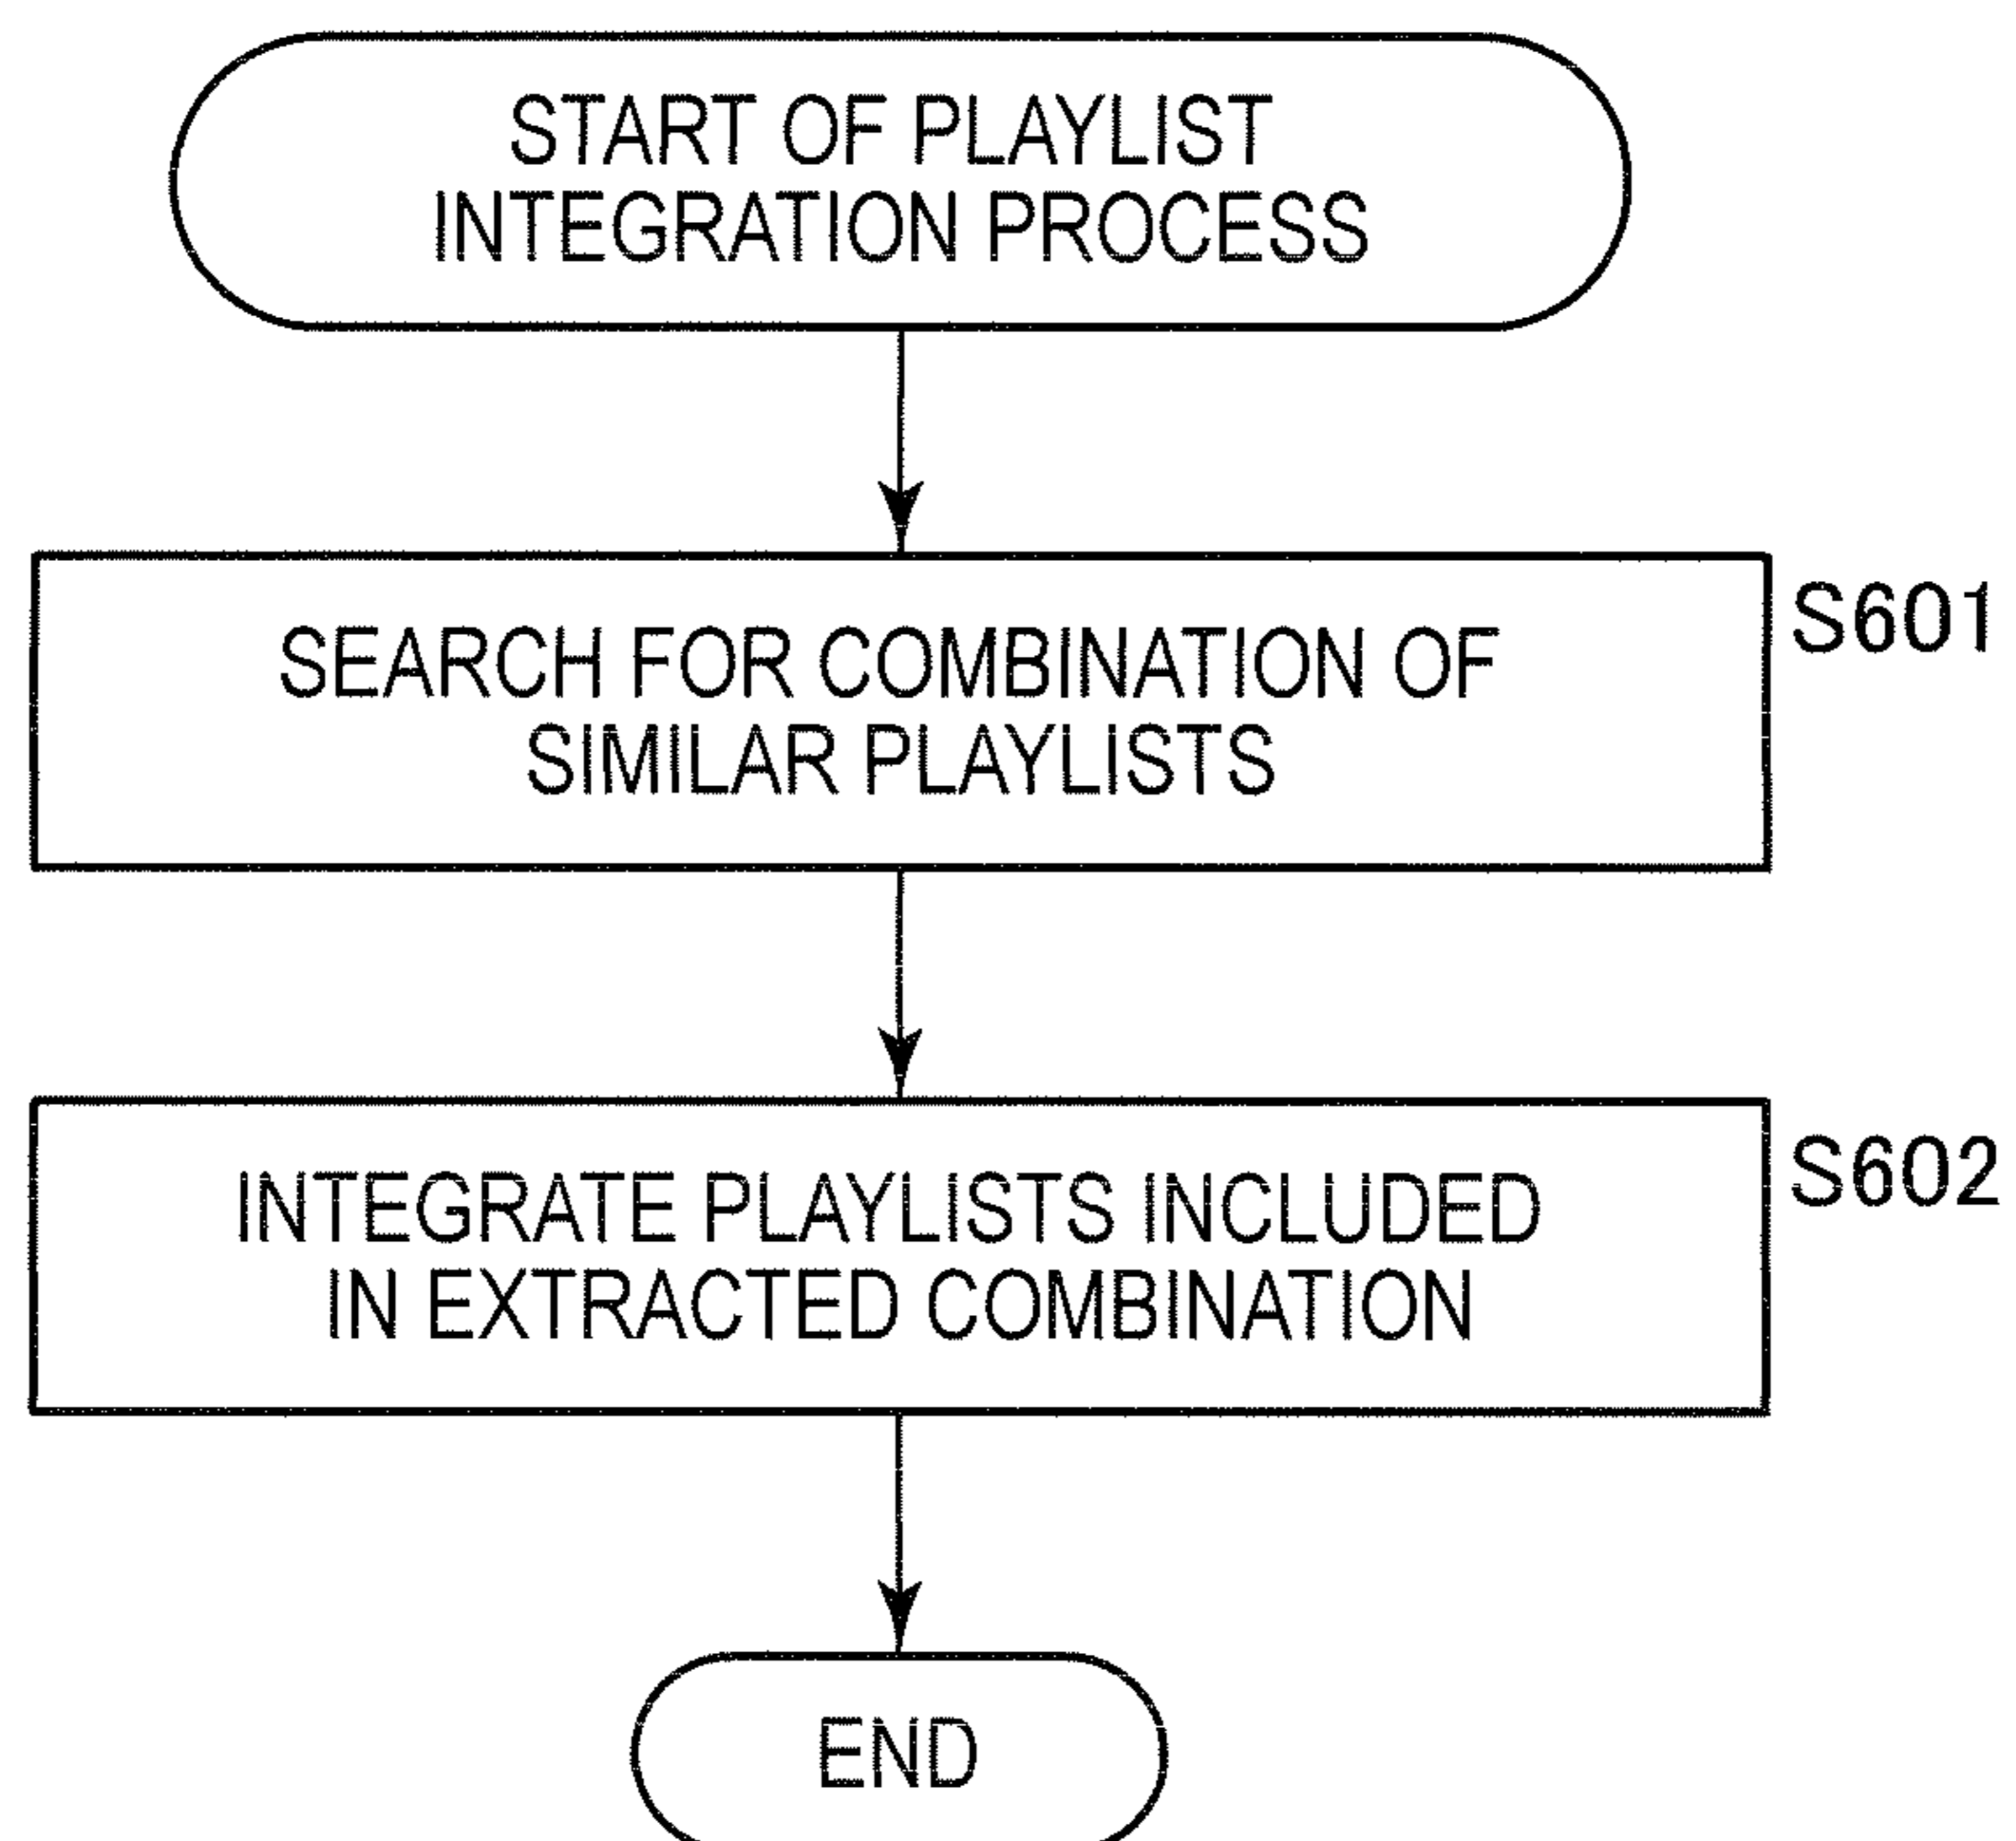 START OF PLAYLIST
INTEGRATION PROCESS
SEARCH FOR COMBINATION OF
SIMILAR PLAYLISTS
S601
INTEGRATE PLAYLISTS INCLUDED
IN EXTRACTED COMBINATION
S602
END